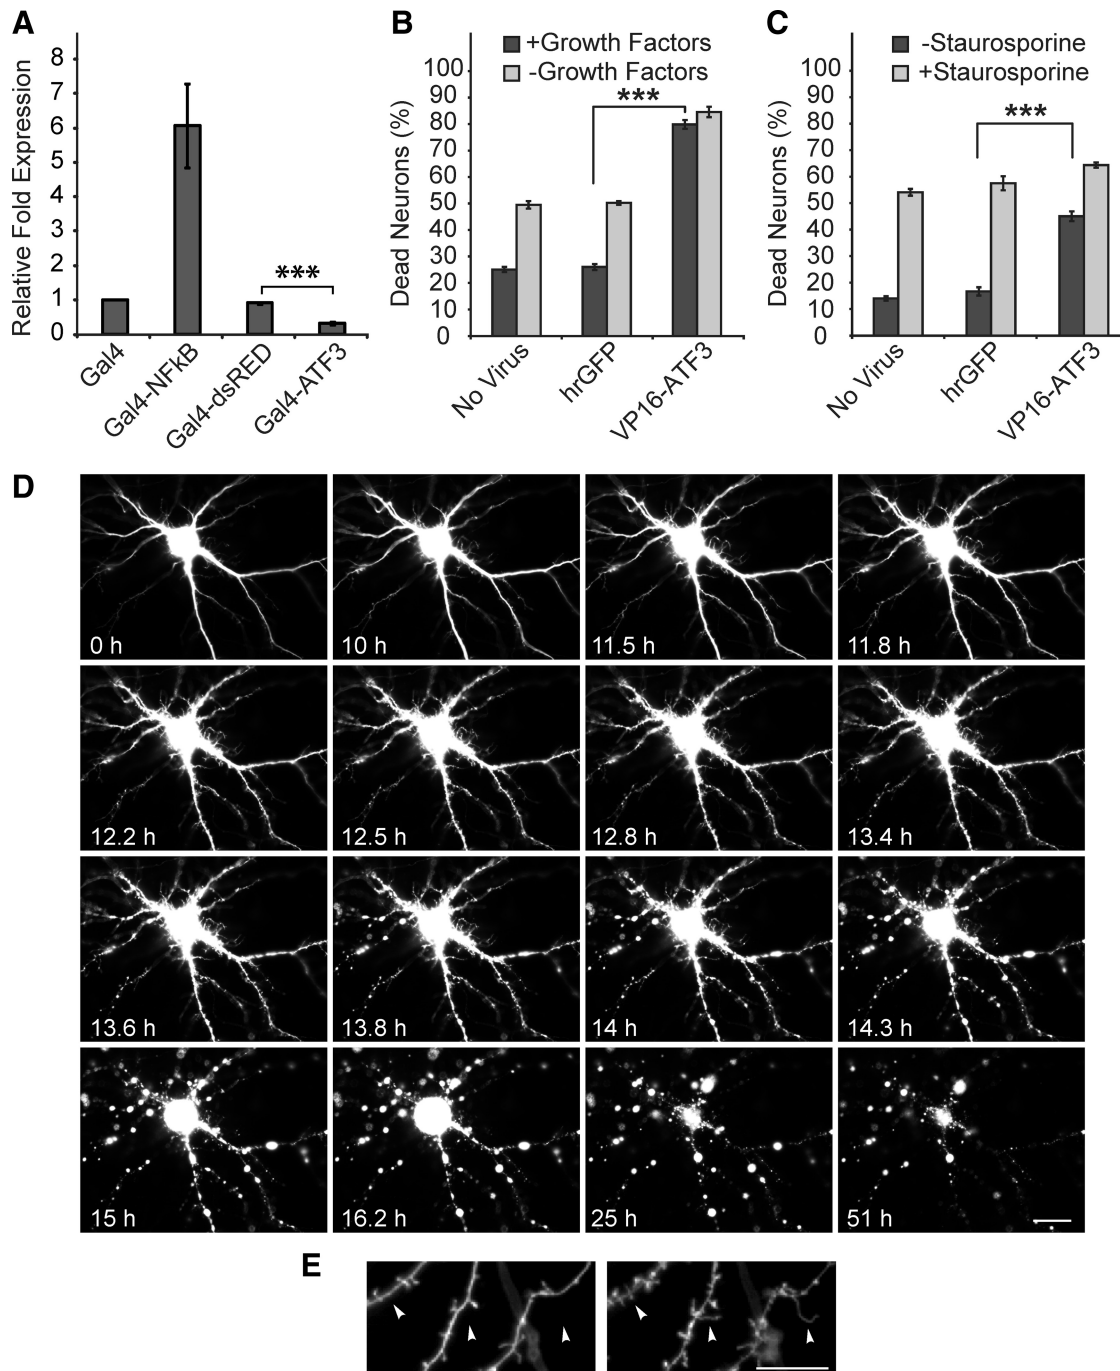 A
Relative Fold Expression
8
7
6
5
4
2
1
0
***
Gal4
Gal4-NFkB
Gal4-dsRED
Gal4-ATF3
B
+Growth Factors
-Growth Factors
Dead Neurons (%)
100
90
80
70
60
50
40
30
20
10
0
***
No Virus
hrGFP
VP16-ATF3
C
-Staurosporine
+Staurosporine
Dead Neurons (%)
100
90
80
70
60
50
40
30
20
10
0
***
No Virus
hrGFP
VP16-ATF3
D
0 h
10 h
11.5 h
11.8 h
12.2 h
12.5 h
12.8 h
13.4 h
13.6 h
13.8 h
14 h
14.3 h
15 h
16.2 h
25 h
51 h
E